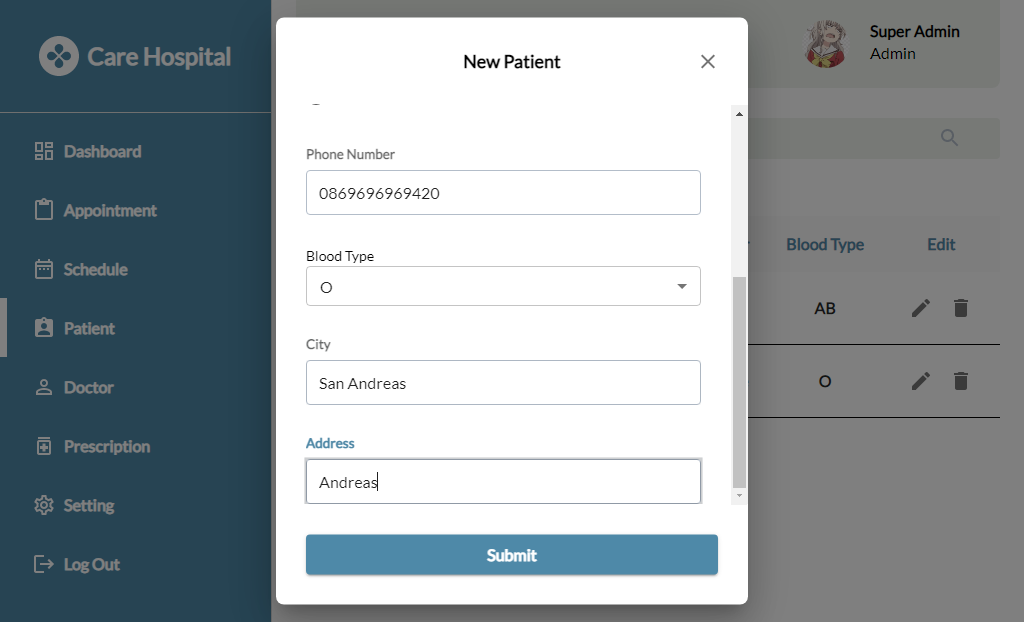 Care Hospital
Dashboard
Appointment
Schedule
Patient
Doctor
Prescription
Setting
Log Out
New Patient
Phone Number
0869696969420
Blood Type
O
City
San Andreas
Address
Andreas
Submit
Super Admin
Admin
Blood Type Edit
AB
O